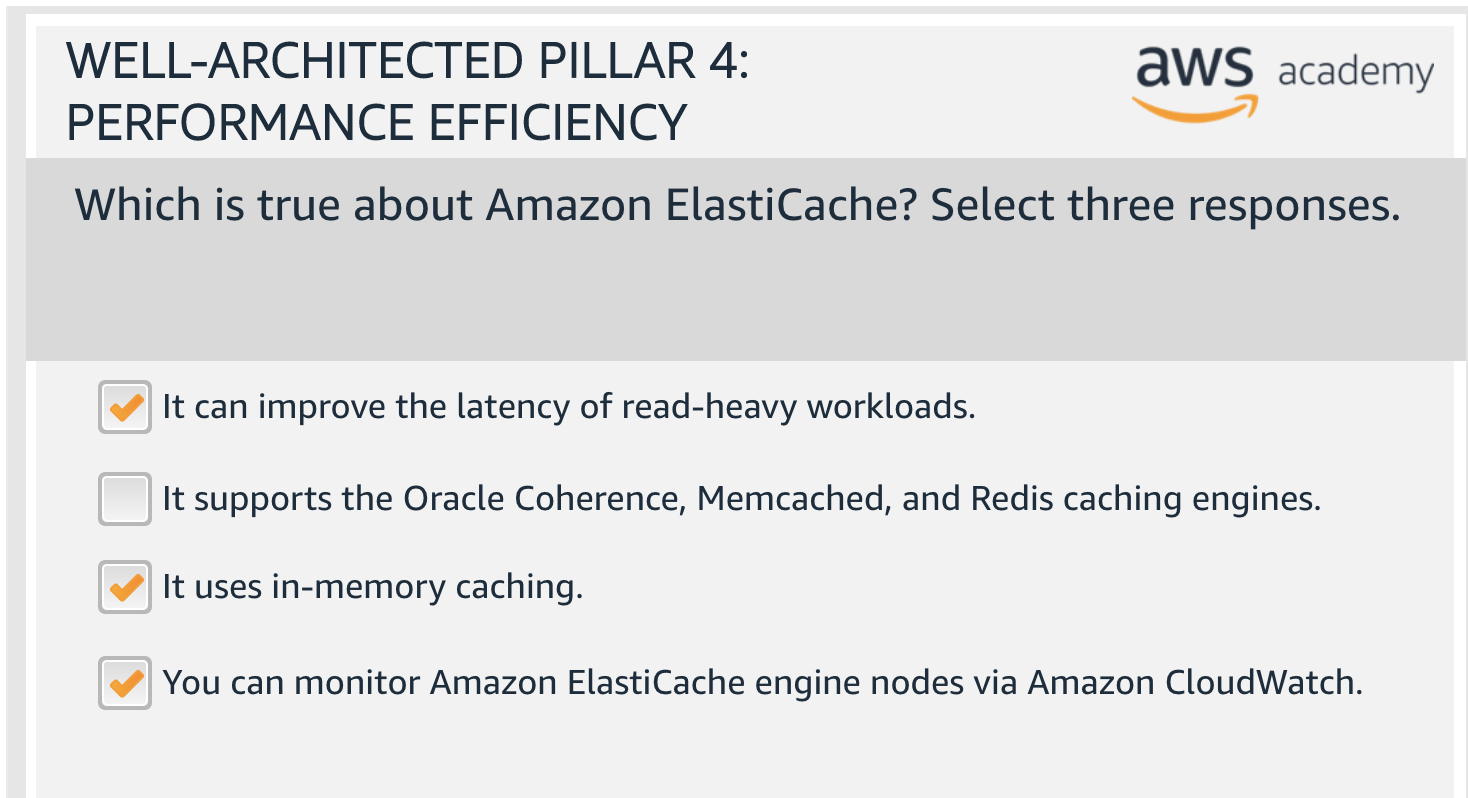 WELL-ARCHITECTED PILLAR 4:
PERFORMANCE EFFICIENCY
aws academy
Which is true about Amazon ElastiCache? Select three responses.
It can improve the latency of read-heavy workloads.
It supports the Oracle Coherence, Memcached, and Redis caching engines.
It uses in-memory caching.
You can monitor Amazon ElastiCache engine nodes via Amazon CloudWatch.